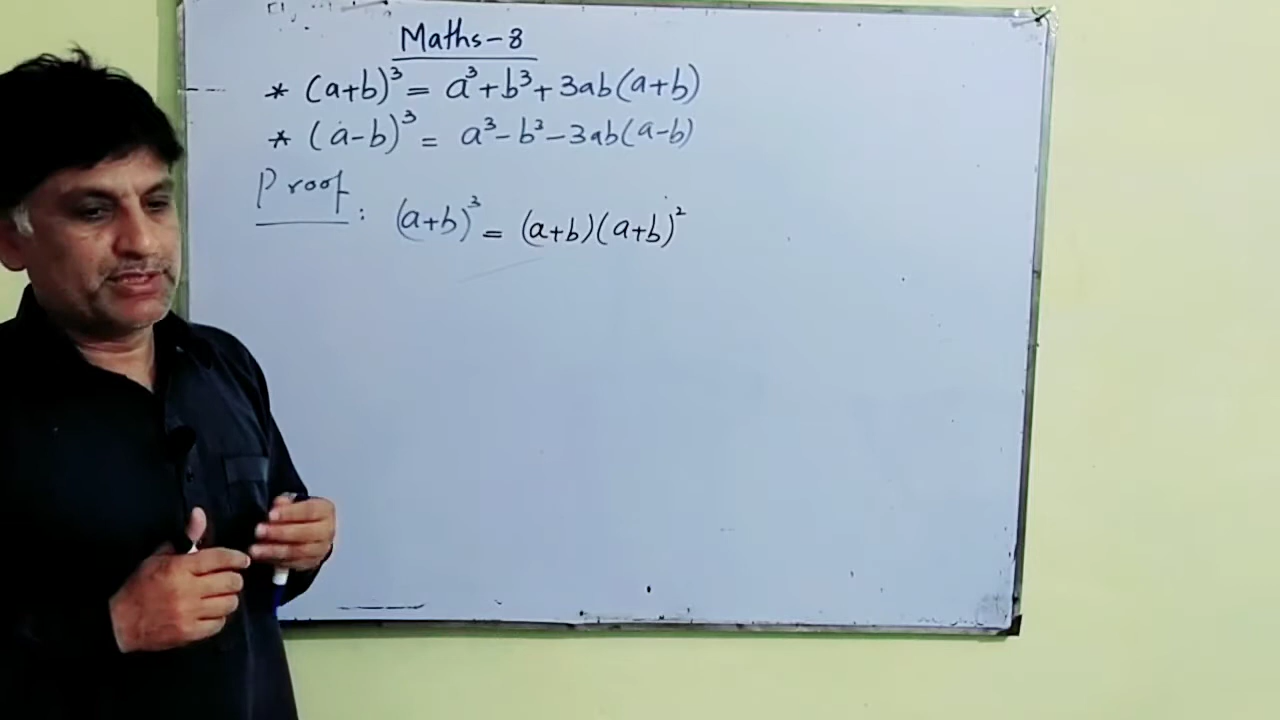 Maths-8
* (a+b)³ = a³+b³+3ab(a+b)
* (a-b)³ = a³-b³-3ab(a-b)
Proof : (a+b)³ = (a+b)(a+b)²